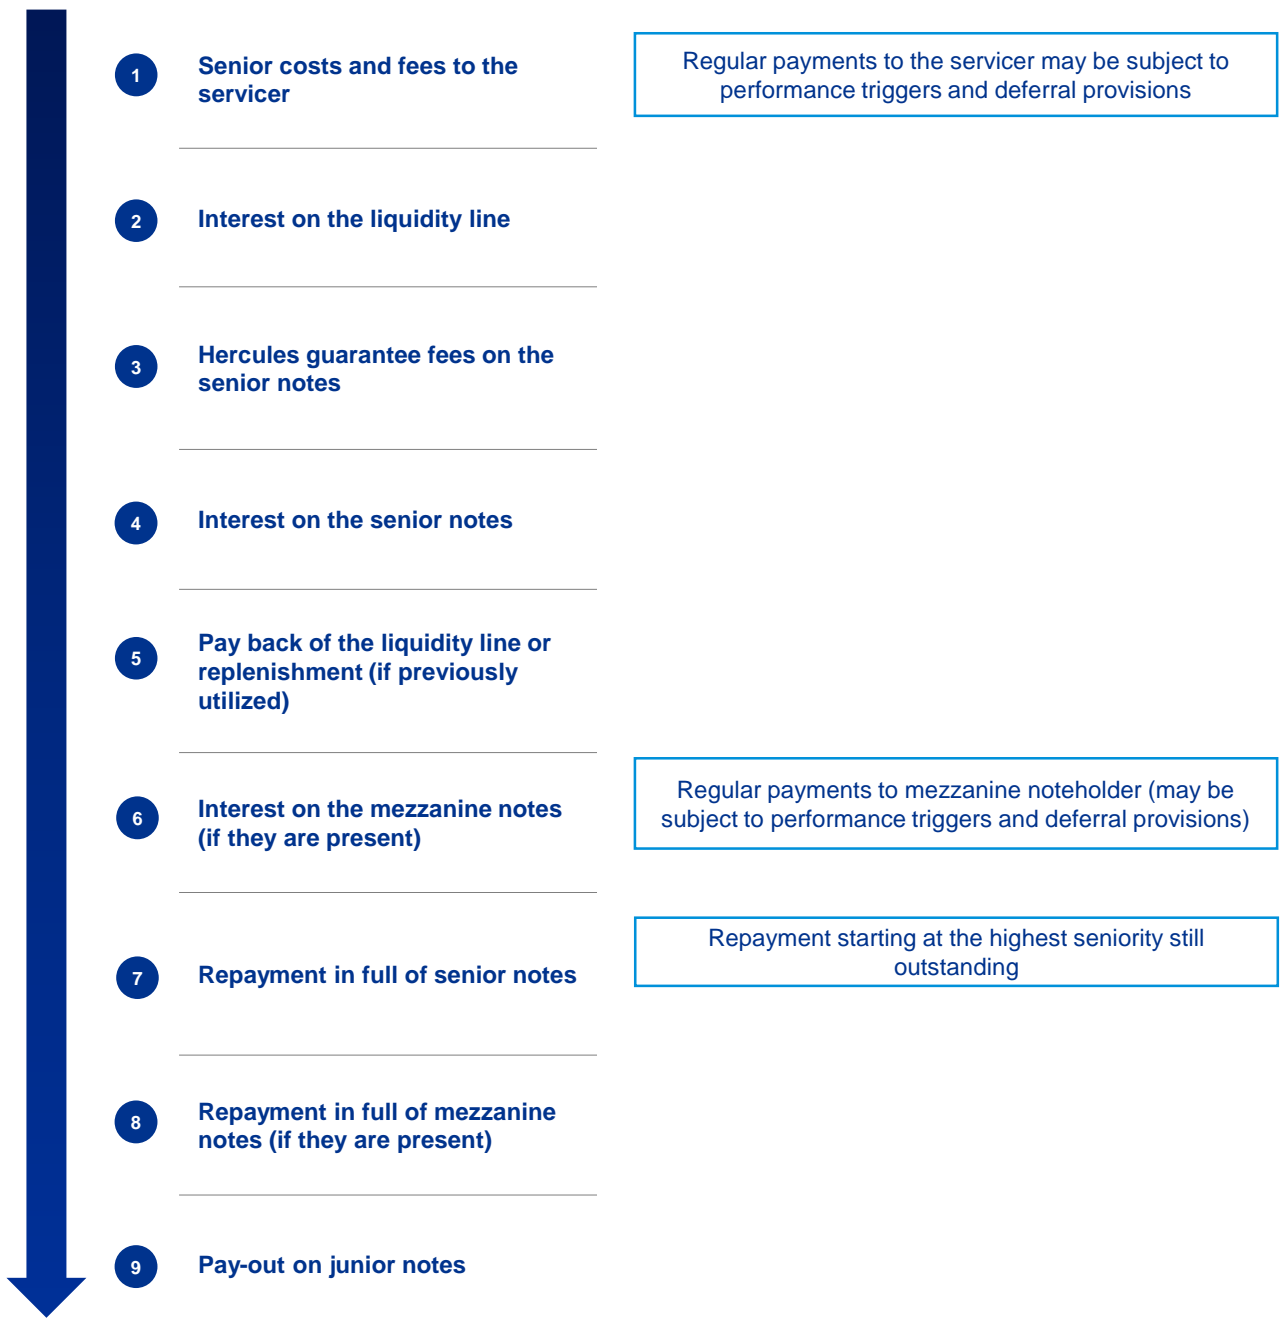 1
Senior costs and fees to the
servicer
Regular payments to the servicer may be subject to
performance triggers and deferral provisions
2
Interest on the liquidity line
3
Hercules guarantee fees on the
senior notes
4
Interest on the senior notes
5
Pay back of the liquidity line or
replenishment (if previously
utilized)
6
Interest on the mezzanine notes
(if they are present)
Regular payments to mezzanine noteholder (may be
subject to performance triggers and deferral provisions)
7
Repayment in full of senior notes
Repayment starting at the highest seniority still
outstanding
8
Repayment in full of mezzanine
notes (if they are present)
9
Pay-out on junior notes